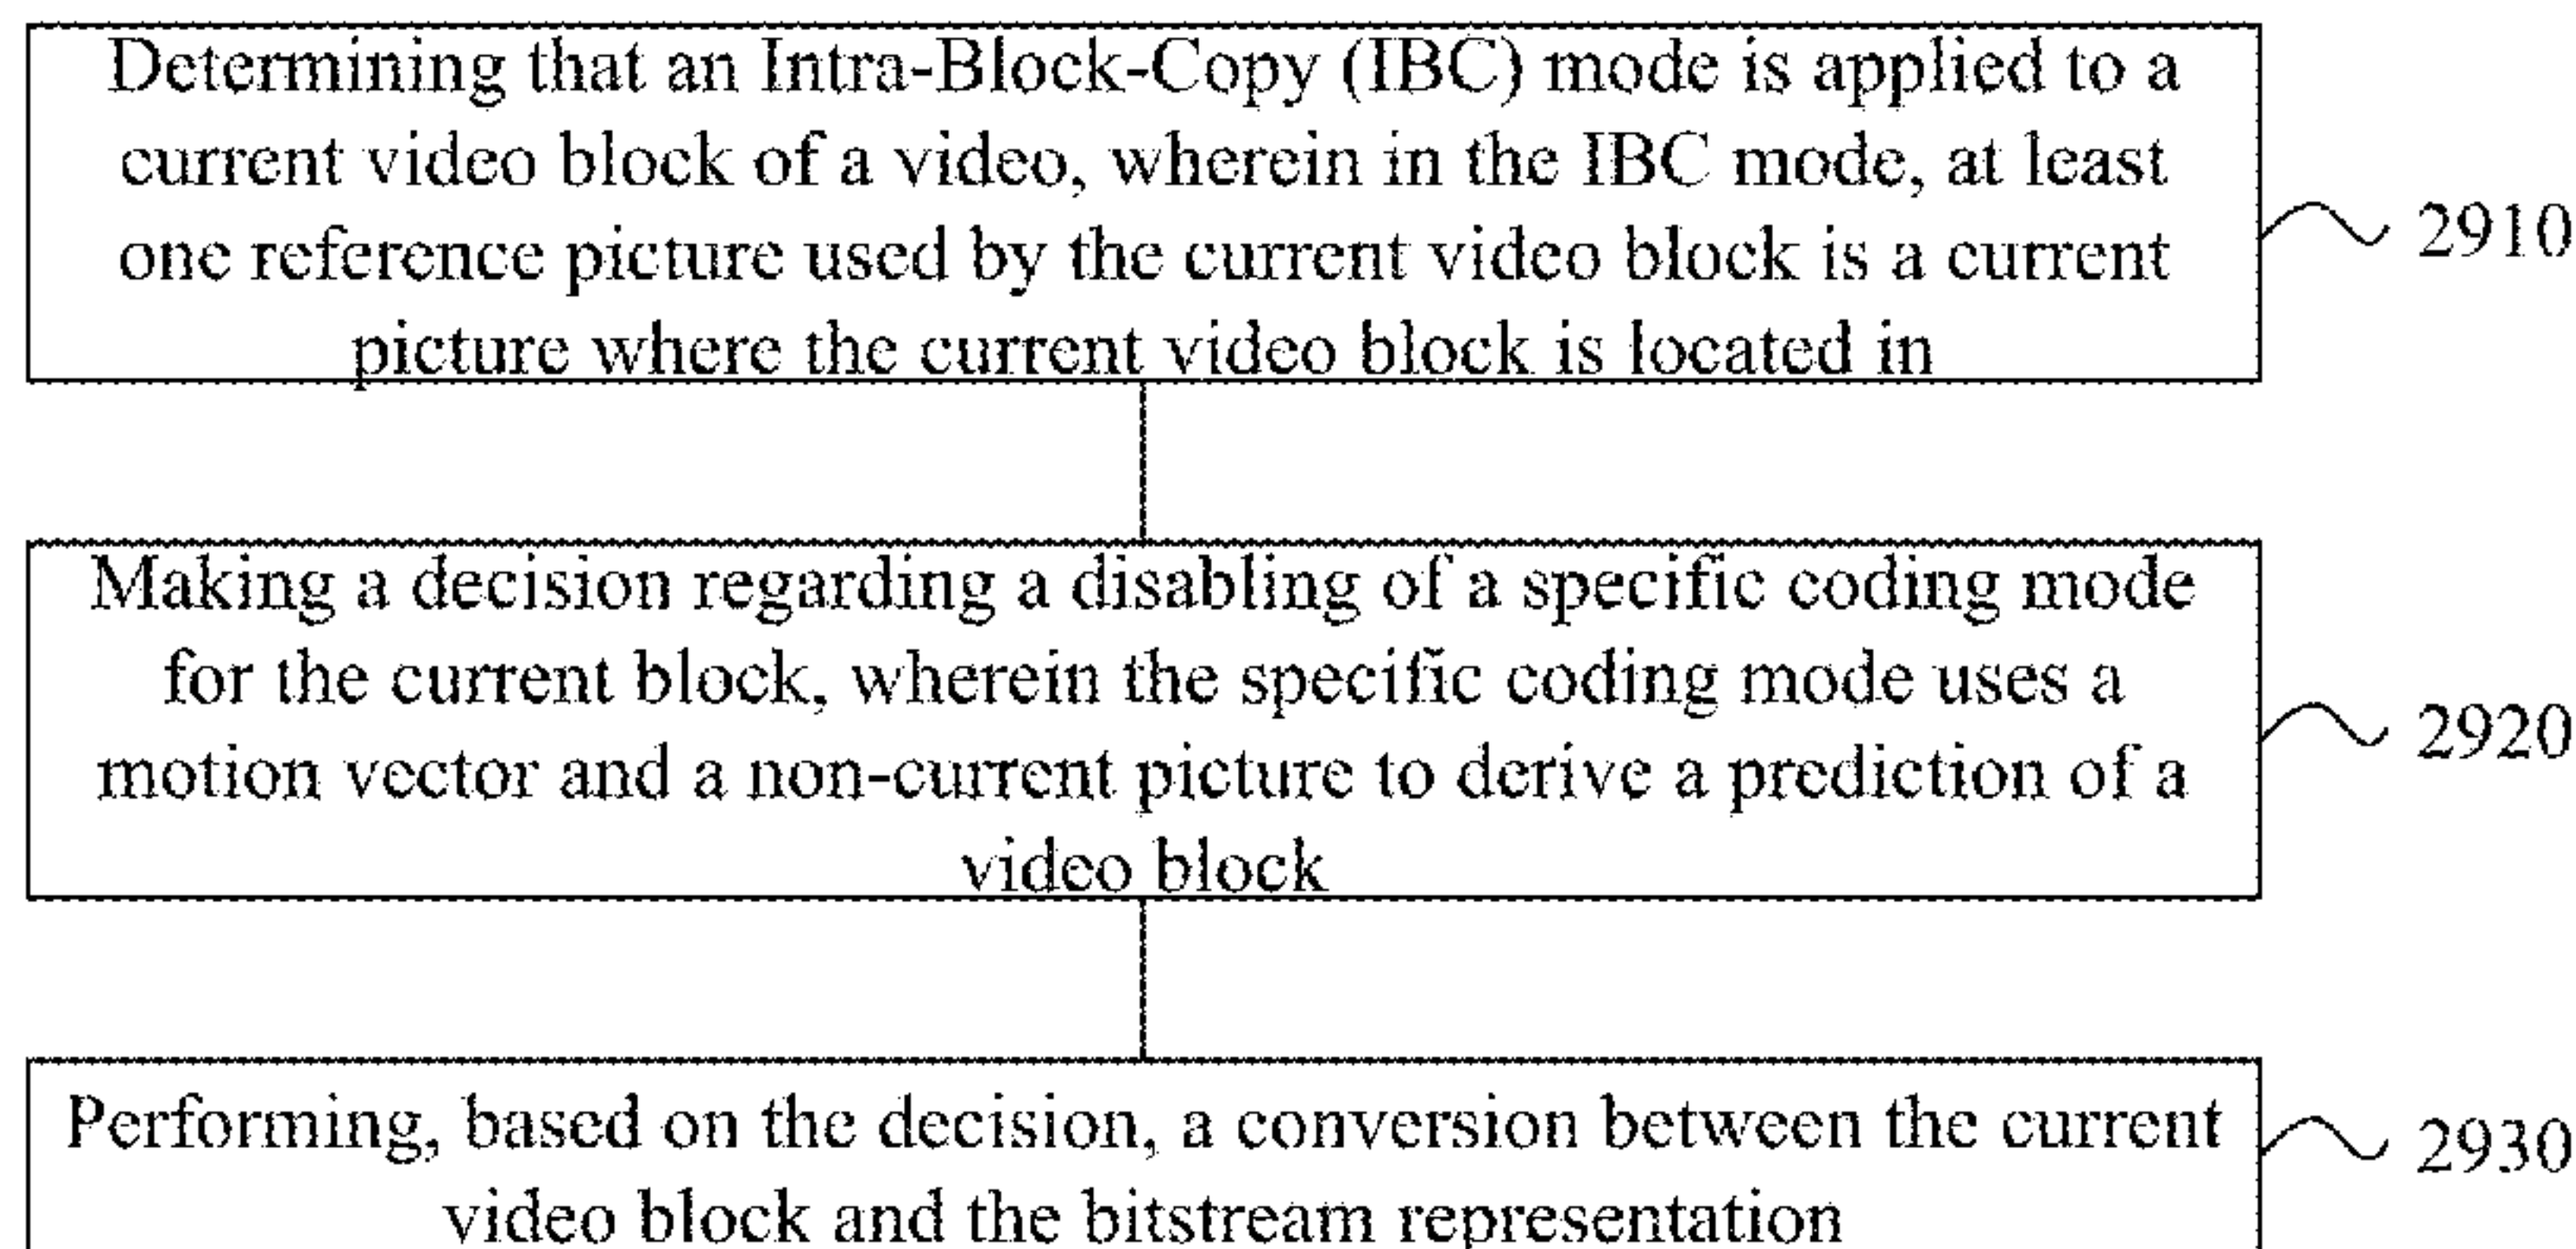 Determining that an Intra-Block-Copy (IBC) mode is applied to a
current video block of a video, wherein in the IBC mode, at least
one reference picture used by the current video block is a current
picture where the current video block is located in
2910
Making a decision regarding a disabling of a specific coding mode
for the current block, wherein the specific coding mode uses a
motion vector and a non-current picture to derive a prediction of a
video block
2920
Performing, based on the decision, a conversion between the current
video block and the bitstream representation
2930